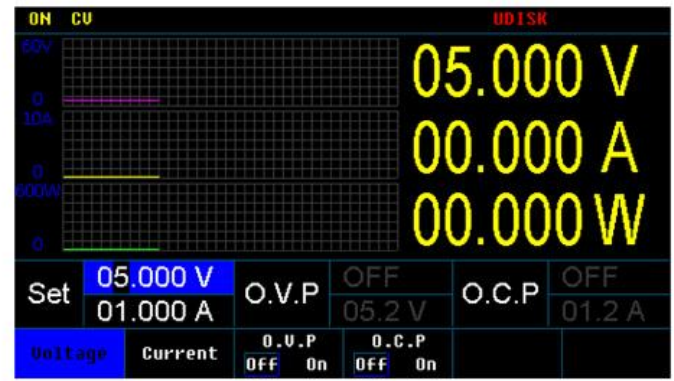 ON CV UDISK
60V
05.000 V
0
10A
00.000 A
0
600W
00.000 W
0
Set 05.000 V O.V.P OFF O.C.P OFF
01.000 A 05.2 V 01.2 A
Voltage Current O.V.P O.C.P
Off On Off On